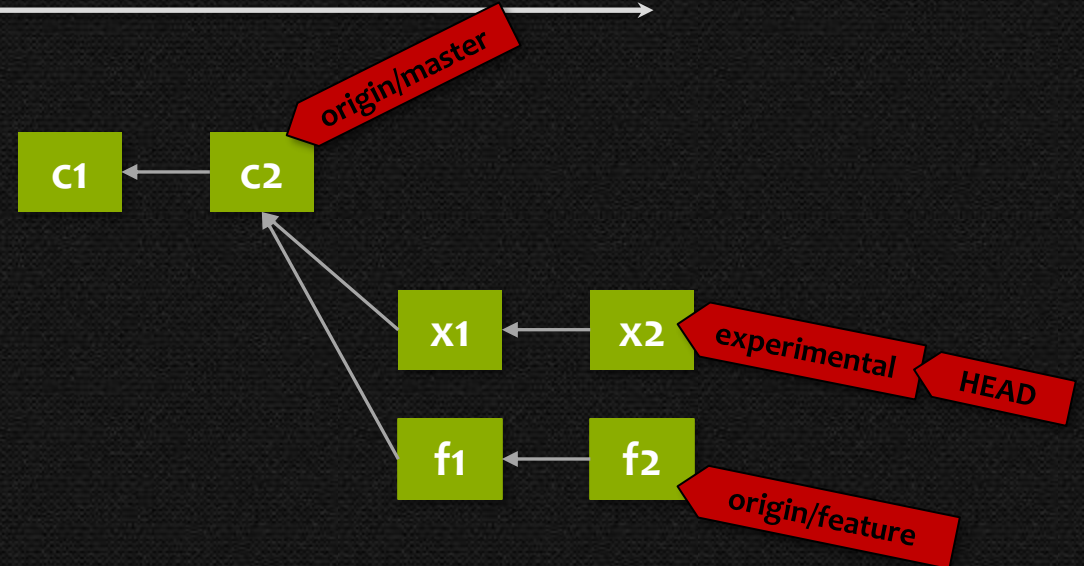 origin/master
c1
c2
x1
x2
experimental
HEAD
f1
f2
origin/feature